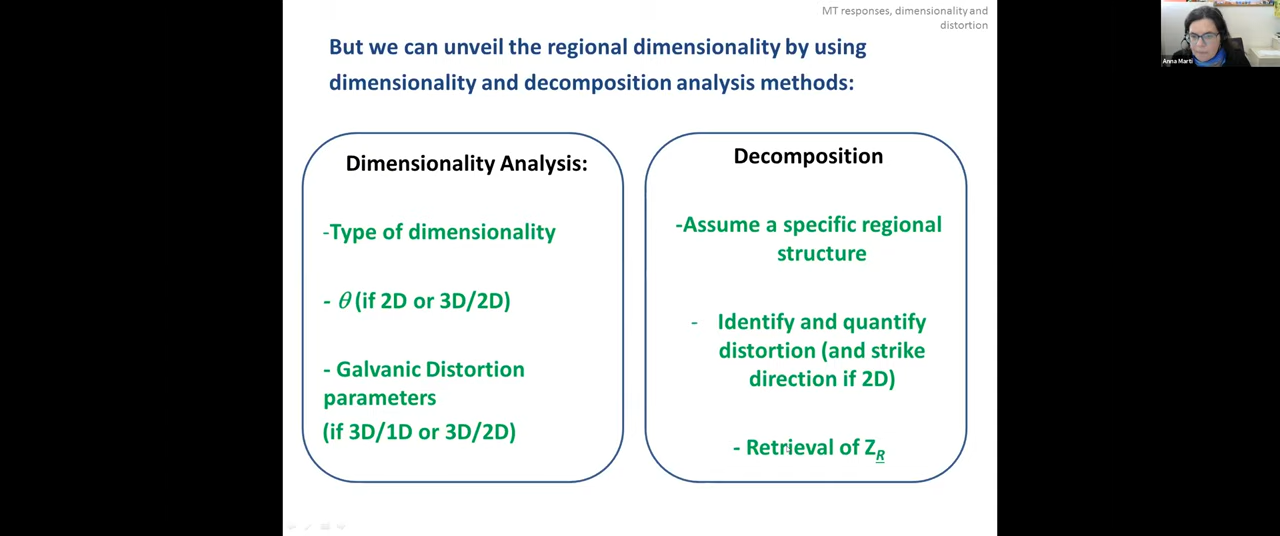 MT responses, dimensionality and
distortion
Anna Marti
But we can unveil the regional dimensionality by using
dimensionality and decomposition analysis methods:
Dimensionality Analysis:
-Type of dimensionality
- θ (if 2D or 3D/2D)
- Galvanic Distortion
parameters
(if 3D/1D or 3D/2D)
Decomposition
-Assume a specific regional
structure
- Identify and quantify
distortion (and strike
direction if 2D)
- Retrieval of Z_R